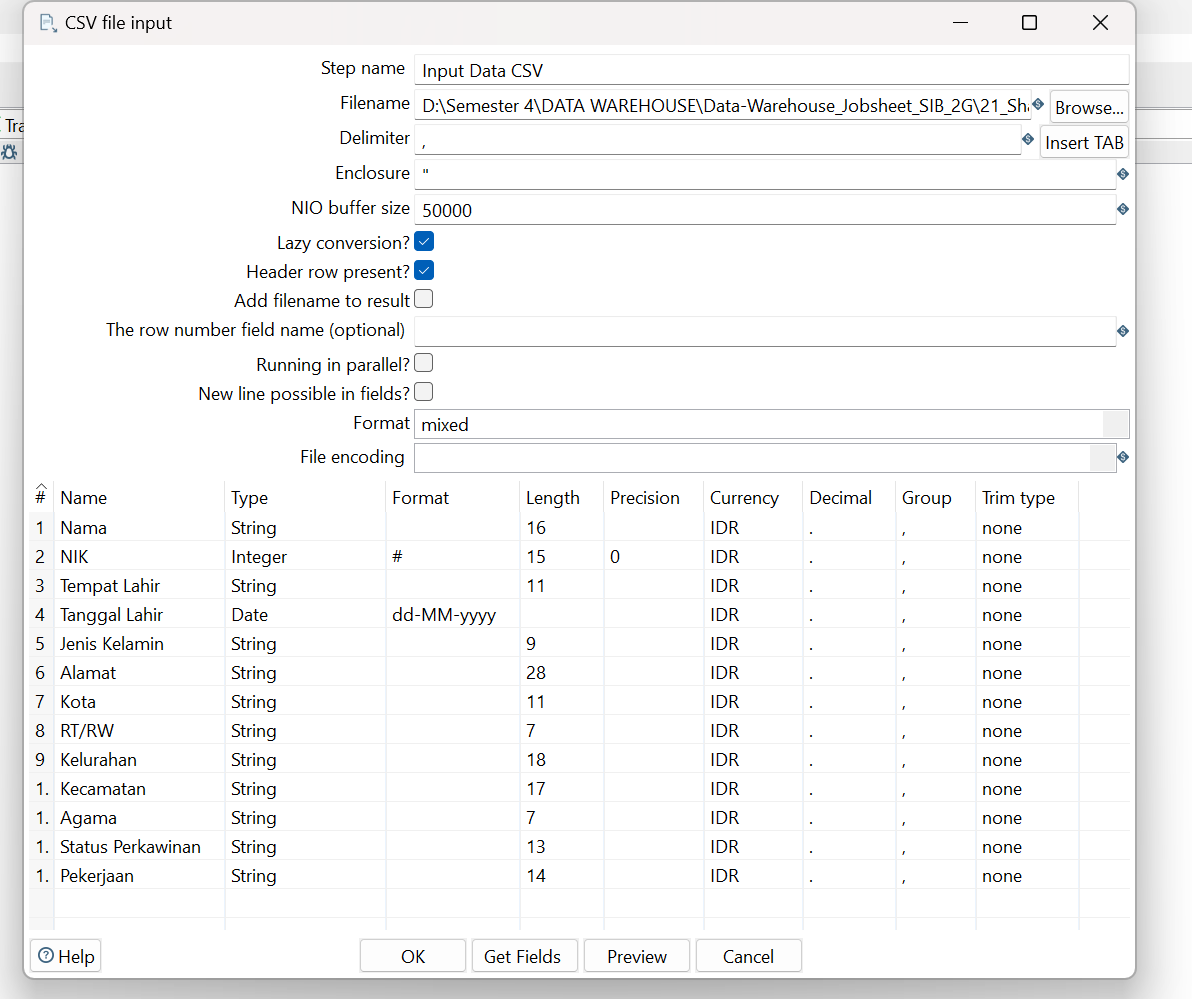 CSV file input
Step name Input Data CSV
Filename D:\Semester 4\DATA WAREHOUSE\Data-Warehouse_Jobsheet_SIB_2G\21_Sha Browse...
Delimiter , Insert TAB
Enclosure "
NIO buffer size 50000
Lazy conversion?
Header row present?
Add filename to result
The row number field name (optional)
Running in parallel?
New line possible in fields?
Format mixed
File encoding
# Name Type Format Length Precision Currency Decimal Group Trim type
1 Nama String 16 IDR . , none
2 NIK Integer # 15 0 IDR . , none
3 Tempat Lahir String 11 IDR . , none
4 Tanggal Lahir Date dd-MM-yyyy IDR . , none
5 Jenis Kelamin String 9 IDR . , none
6 Alamat String 28 IDR . , none
7 Kota String 11 IDR . , none
8 RT/RW String 7 IDR . , none
9 Kelurahan String 18 IDR . , none
1. Kecamatan String 17 IDR . , none
1. Agama String 7 IDR . , none
1. Status Perkawinan String 13 IDR . , none
1. Pekerjaan String 14 IDR . , none
Help OK Get Fields Preview Cancel